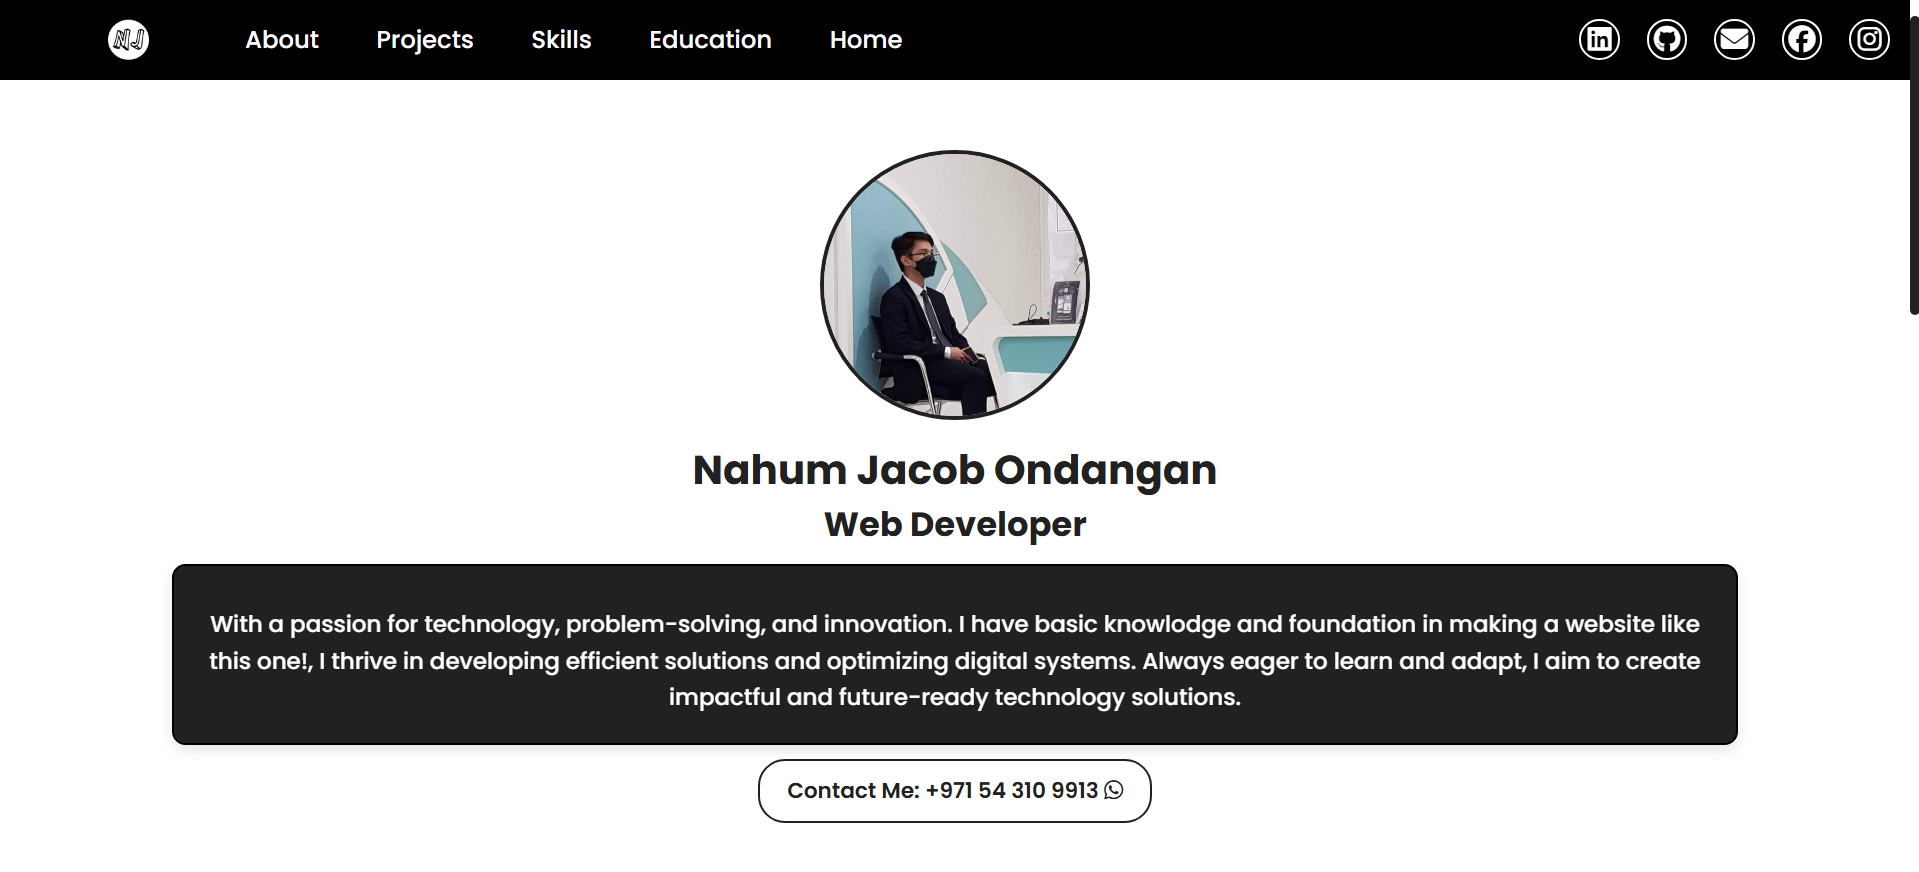 NJ
About
Projects
Skills
Education
Home
in
Nahum Jacob Ondangan
Web Developer
With a passion for technology, problem-solving, and innovation. I have basic knowlodge and foundation in making a website like
this one!, I thrive in developing efficient solutions and optimizing digital systems. Always eager to learn and adapt, I aim to create
impactful and future-ready technology solutions.
Contact Me: +971 54 310 9913